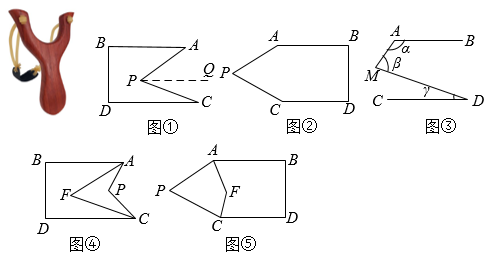 B A P Q D C
图①
A B P C D
图②
A B α M β γ C D
图③
B A F P D C
图④
A B P F C D
图⑤